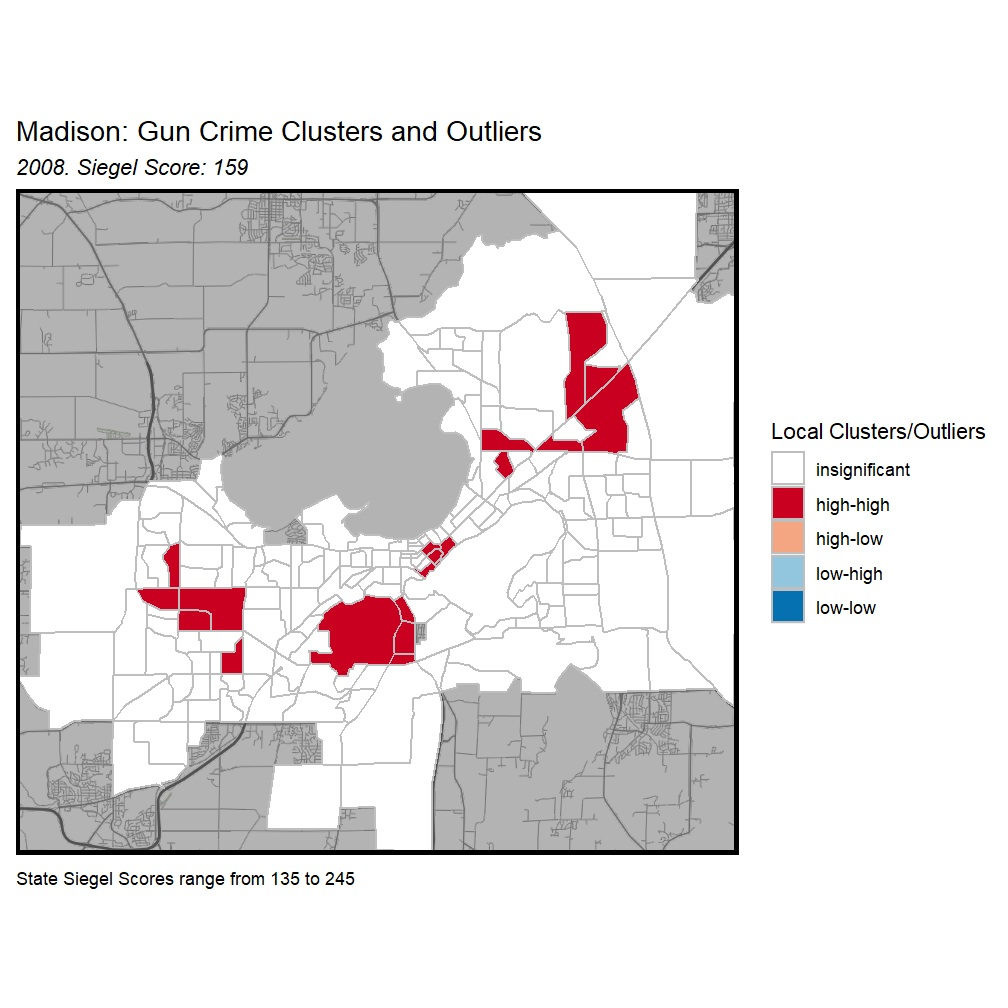 Madison: Gun Crime Clusters and Outliers
2008. Siegel Score: 159
Local Clusters/Outliers
insignificant
high-high
high-low
low-high
low-low
State Siegel Scores range from 135 to 245